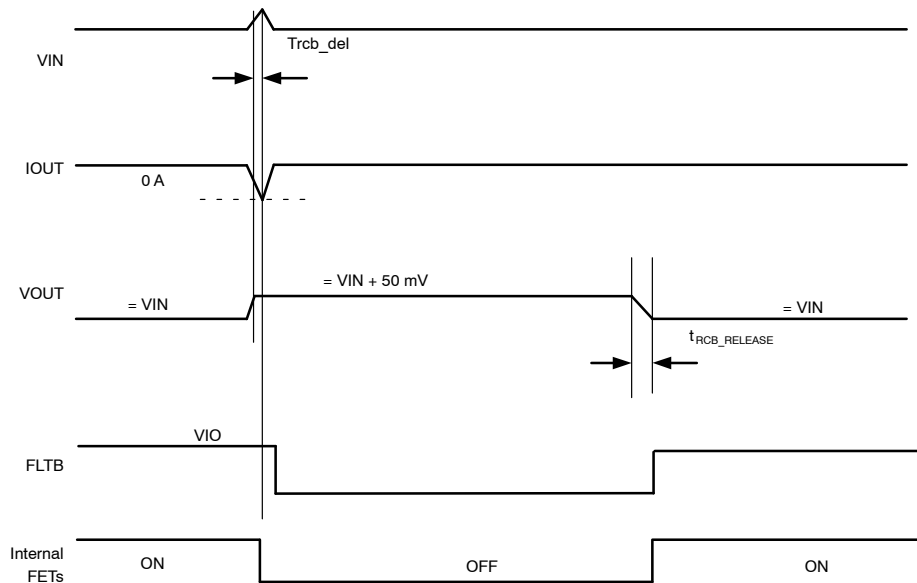 VIN
Trcb_del
IOUT
0 A
VOUT
= VIN
= VIN + 50 mV
= VIN
tRCB_RELEASE
FLTB
VIO
Internal
FETs
ON
OFF
ON